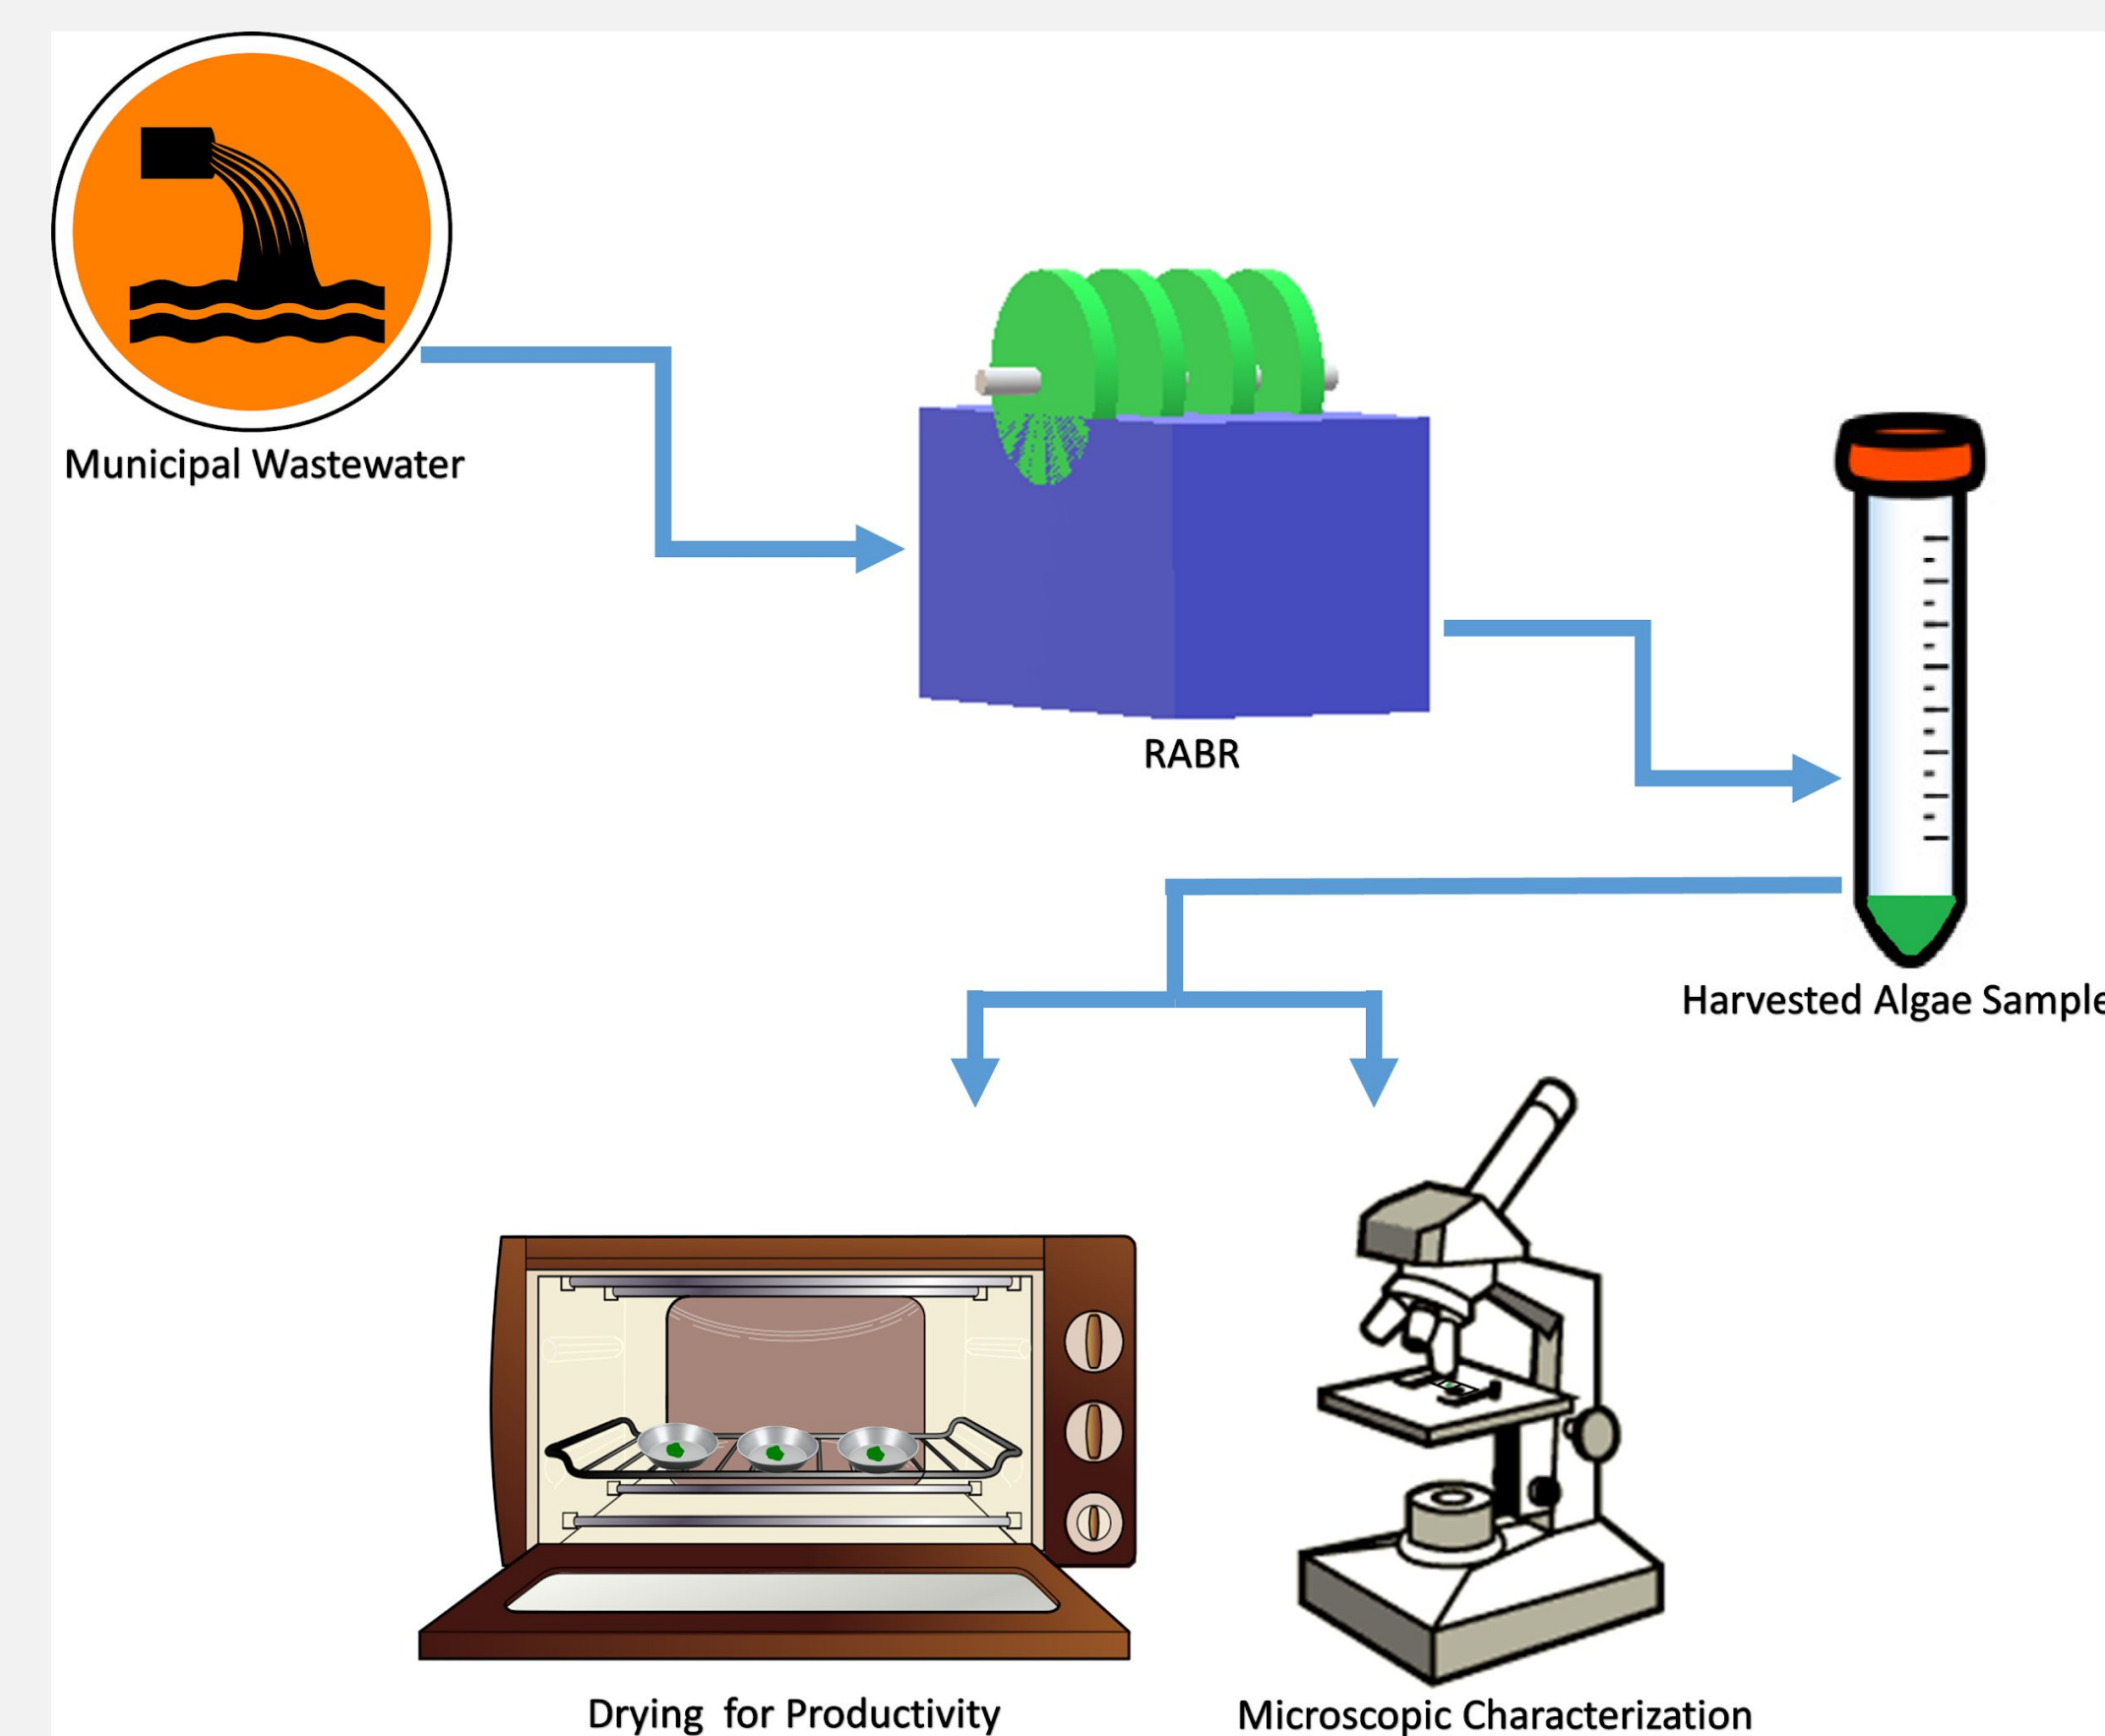 Municipal Wastewater
RABR
Harvested Algae Sample
Drying for Productivity
Microscopic Characterization